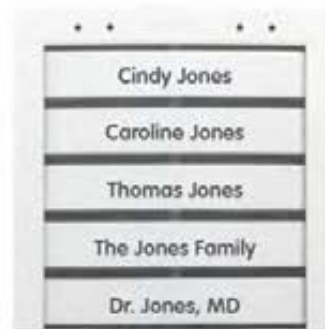 Cindy Jones
Caroline Jones
Thomas Jones
The Jones Family
Dr. Jones, MD